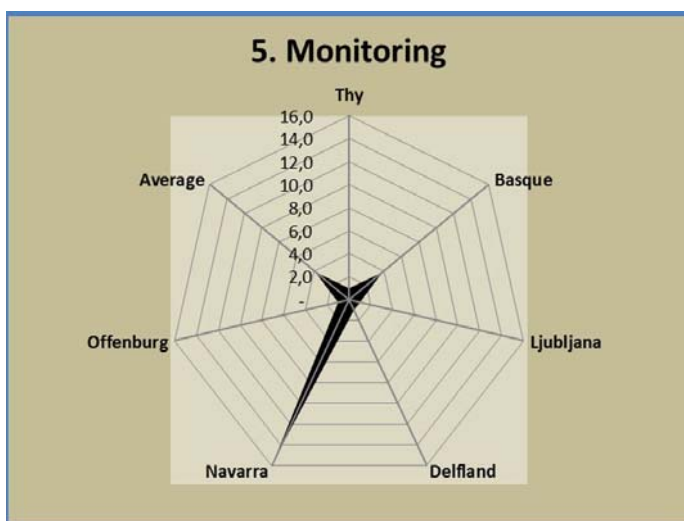 5. Monitoring
Thy
16,0
14,0
12,0
10,0
8,0
6,0
4,0
2,0
-
Average
Basque
Offenburg
Ljubljana
Navarra
Delfland